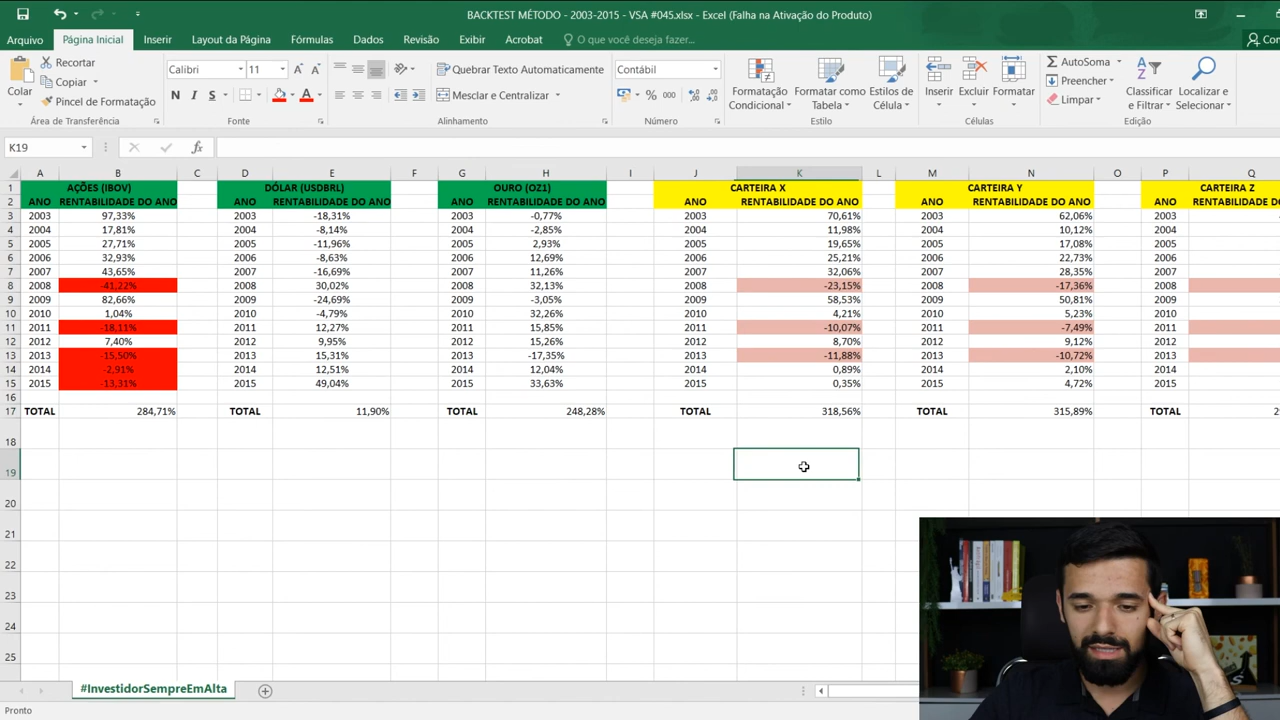 BACKTEST MÉTODO - 2003-2015 - VSA #045.xlsx - Excel (Falha na Ativação do Produto)
Arquivo Página Inicial Inserir Layout da Página Fórmulas Dados Revisão Exibir Acrobat O que você deseja fazer... Con
Colar
Recortar
Copiar
Pincel de Formatação
Área de Transferência
Calibri 11
N I S
Fonte
Quebrar Texto Automaticamente
Mesclar e Centralizar
Alinhamento
Contábil
% 000
Número
Formatação Condicional
Formatar como Tabela
Estilos de Célula
Estilo
Inserir Excluir Formatar
Células
AutoSoma
Preencher
Limpar
Classificar e Filtrar
Localizar e Selecionar
Edição
K19 fx
A B C D E F G H I J K L M N O P Q
1 AÇÕES (IBOV) DÓLAR (USDBRL) OURO (OZ1) CARTEIRA X CARTEIRA Y CARTEIRA Z
2 ANO RENTABILIDADE DO ANO ANO RENTABILIDADE DO ANO ANO RENTABILIDADE DO ANO ANO RENTABILIDADE DO ANO ANO RENTABILIDADE DO ANO ANO RENTABILIDADE DO
3 2003 97,33% 2003 -18,31% 2003 -0,77% 2003 70,61% 2003 62,06% 2003
4 2004 17,81% 2004 -8,14% 2004 -2,85% 2004 11,98% 2004 10,12% 2004
5 2005 27,71% 2005 -11,96% 2005 2,93% 2005 19,65% 2005 17,08% 2005
6 2006 32,93% 2006 -8,63% 2006 12,69% 2006 25,21% 2006 22,73% 2006
7 2007 43,65% 2007 -16,69% 2007 11,26% 2007 32,06% 2007 28,35% 2007
8 2008 -41,22% 2008 30,02% 2008 32,13% 2008 -23,15% 2008 -17,36% 2008
9 2009 82,66% 2009 -24,69% 2009 -3,05% 2009 58,53% 2009 50,81% 2009
10 2010 1,04% 2010 -4,79% 2010 32,26% 2010 4,21% 2010 5,23% 2010
11 2011 -18,11% 2011 12,27% 2011 15,85% 2011 -10,07% 2011 -7,49% 2011
12 2012 7,40% 2012 9,95% 2012 15,26% 2012 8,70% 2012 9,12% 2012
13 2013 -15,50% 2013 15,31% 2013 -17,35% 2013 -11,88% 2013 -10,72% 2013
14 2014 -2,91% 2014 12,51% 2014 12,04% 2014 0,89% 2014 2,10% 2014
15 2015 -13,31% 2015 49,04% 2015 33,63% 2015 0,35% 2015 4,72% 2015
16
17 TOTAL 284,71% TOTAL 11,90% TOTAL 248,28% TOTAL 318,56% TOTAL 315,89% TOTAL
18
19
20
21
22
23
24
25
#InvestidorSempreEmAlta
Pronto